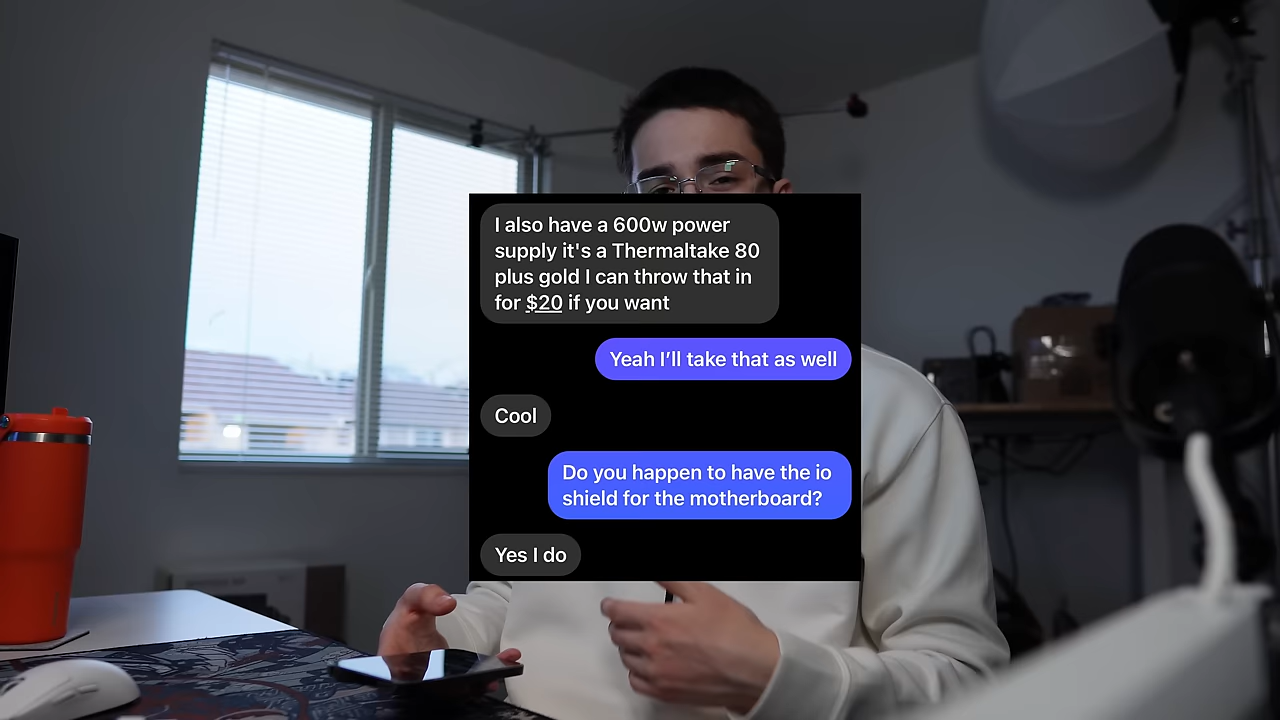 I also have a 600w power
supply it's a Thermaltake 80
plus gold I can throw that in
for $20 if you want
Yeah I’ll take that as well
Cool
Do you happen to have the io
shield for the motherboard?
Yes I do